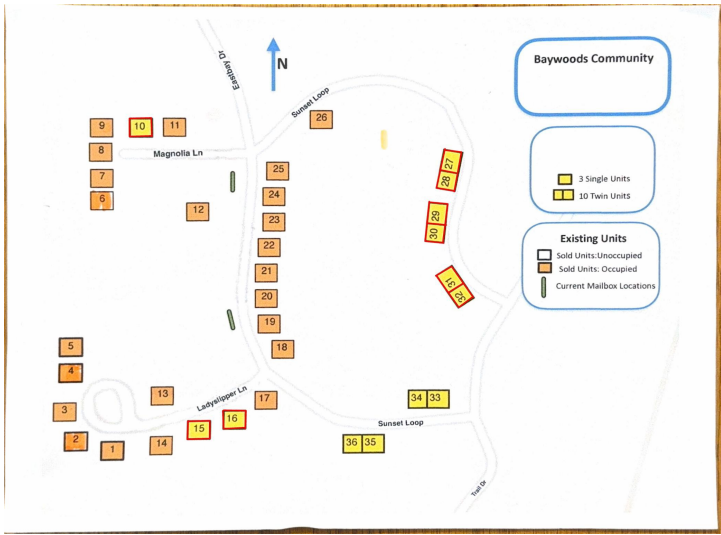 Baywoods Community
N
Eastbay Dr
Sunset Loop
26
9
10
11
8
Magnolia Ln
7
6
12
25
24
23
22
21
20
19
18
27
28
29
30
31
32
3 Single Units
10 Twin Units
Existing Units
Sold Units:Unoccupied
Sold Units: Occupied
Current Mailbox Locations
5
4
3
2
1
13
14
Ladyslipper Ln
15
16
17
34 33
Sunset Loop
36 35
Trail Dr